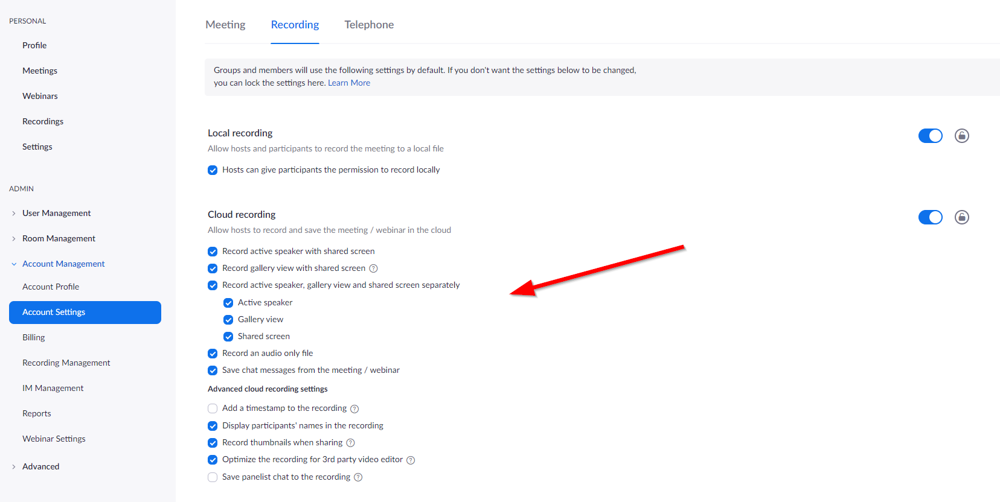 PERSONAL
Profile
Meetings
Webinars
Recordings
Settings
ADMIN
User Management
Room Management
Account Management
Account Profile
Account Settings
Billing
Recording Management
IM Management
Reports
Webinar Settings
Advanced
Meeting Recording Telephone
Groups and members will use the following settings by default. If you don't want the settings below to be changed,
you can lock the settings here. Learn More
Local recording
Allow hosts and participants to record the meeting to a local file
Hosts can give participants the permission to record locally
Cloud recording
Allow hosts to record and save the meeting / webinar in the cloud
Record active speaker with shared screen
Record gallery view with shared screen ?
Record active speaker, gallery view and shared screen separately
Active speaker
Gallery view
Shared screen
Record an audio only file
Save chat messages from the meeting / webinar
Advanced cloud recording settings
Add a timestamp to the recording ?
Display participants' names in the recording
Record thumbnails when sharing ?
Optimize the recording for 3rd party video editor ?
Save panelist chat to the recording ?